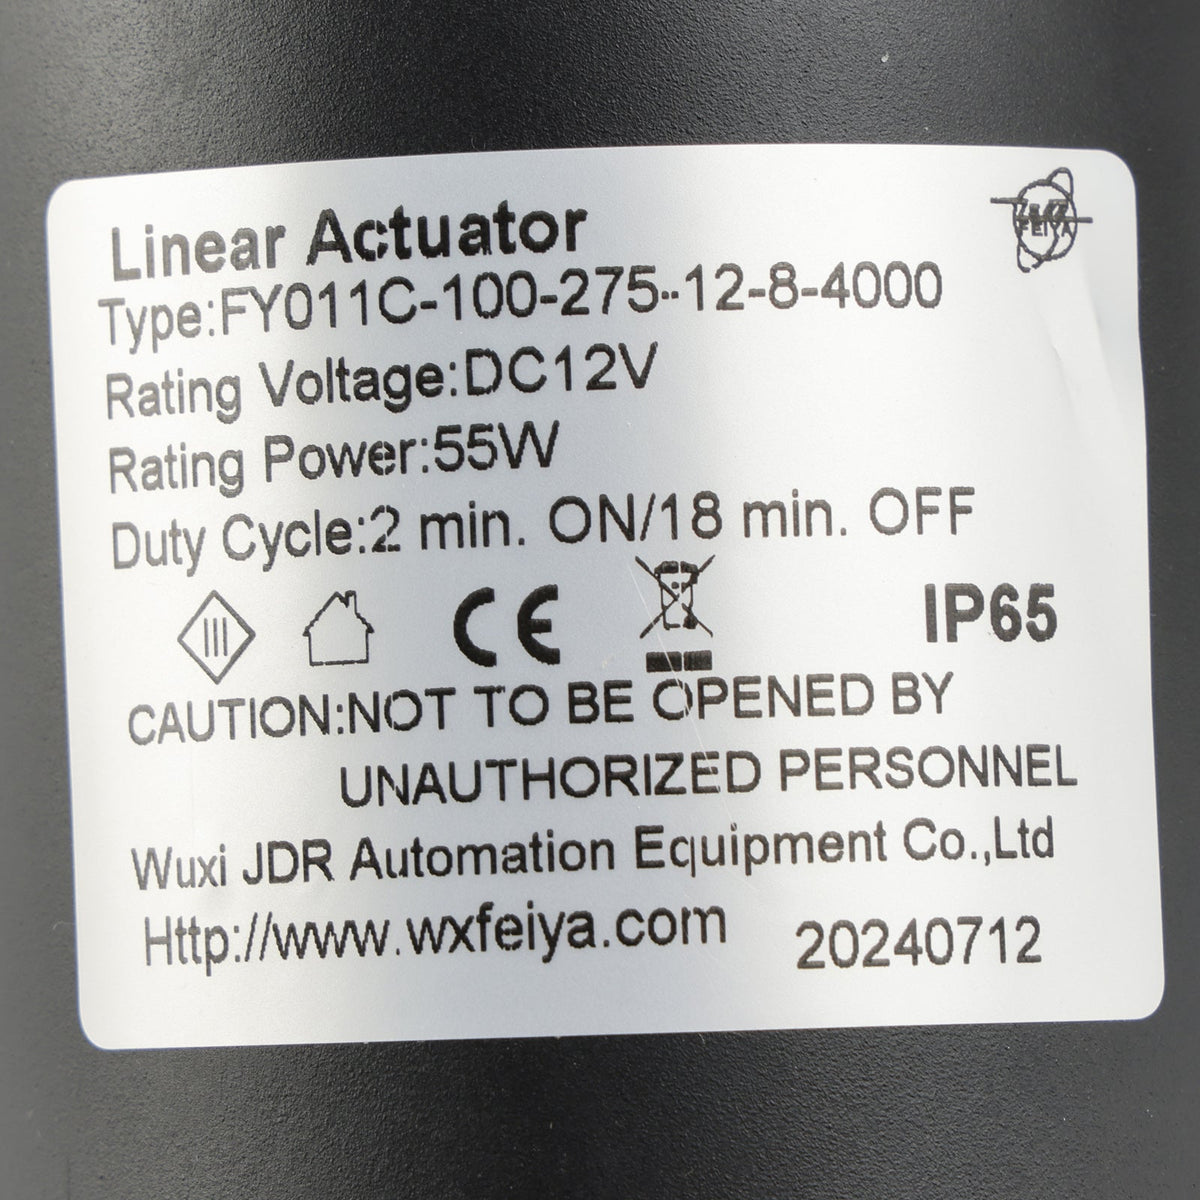 Linear Actuator
FEIYA
Type:FY011C-100-275-12-8-4000
Rating Voltage:DC12V
Rating Power:55W
Duty Cycle:2 min. ON/18 min. OFF
III
CE
IP65
CAUTION:NOT TO BE OPENED BY
UNAUTHORIZED PERSONNEL
Wuxi JDR Automation Equipment Co.,Ltd
Http://www.wxfeiya.com
20240712